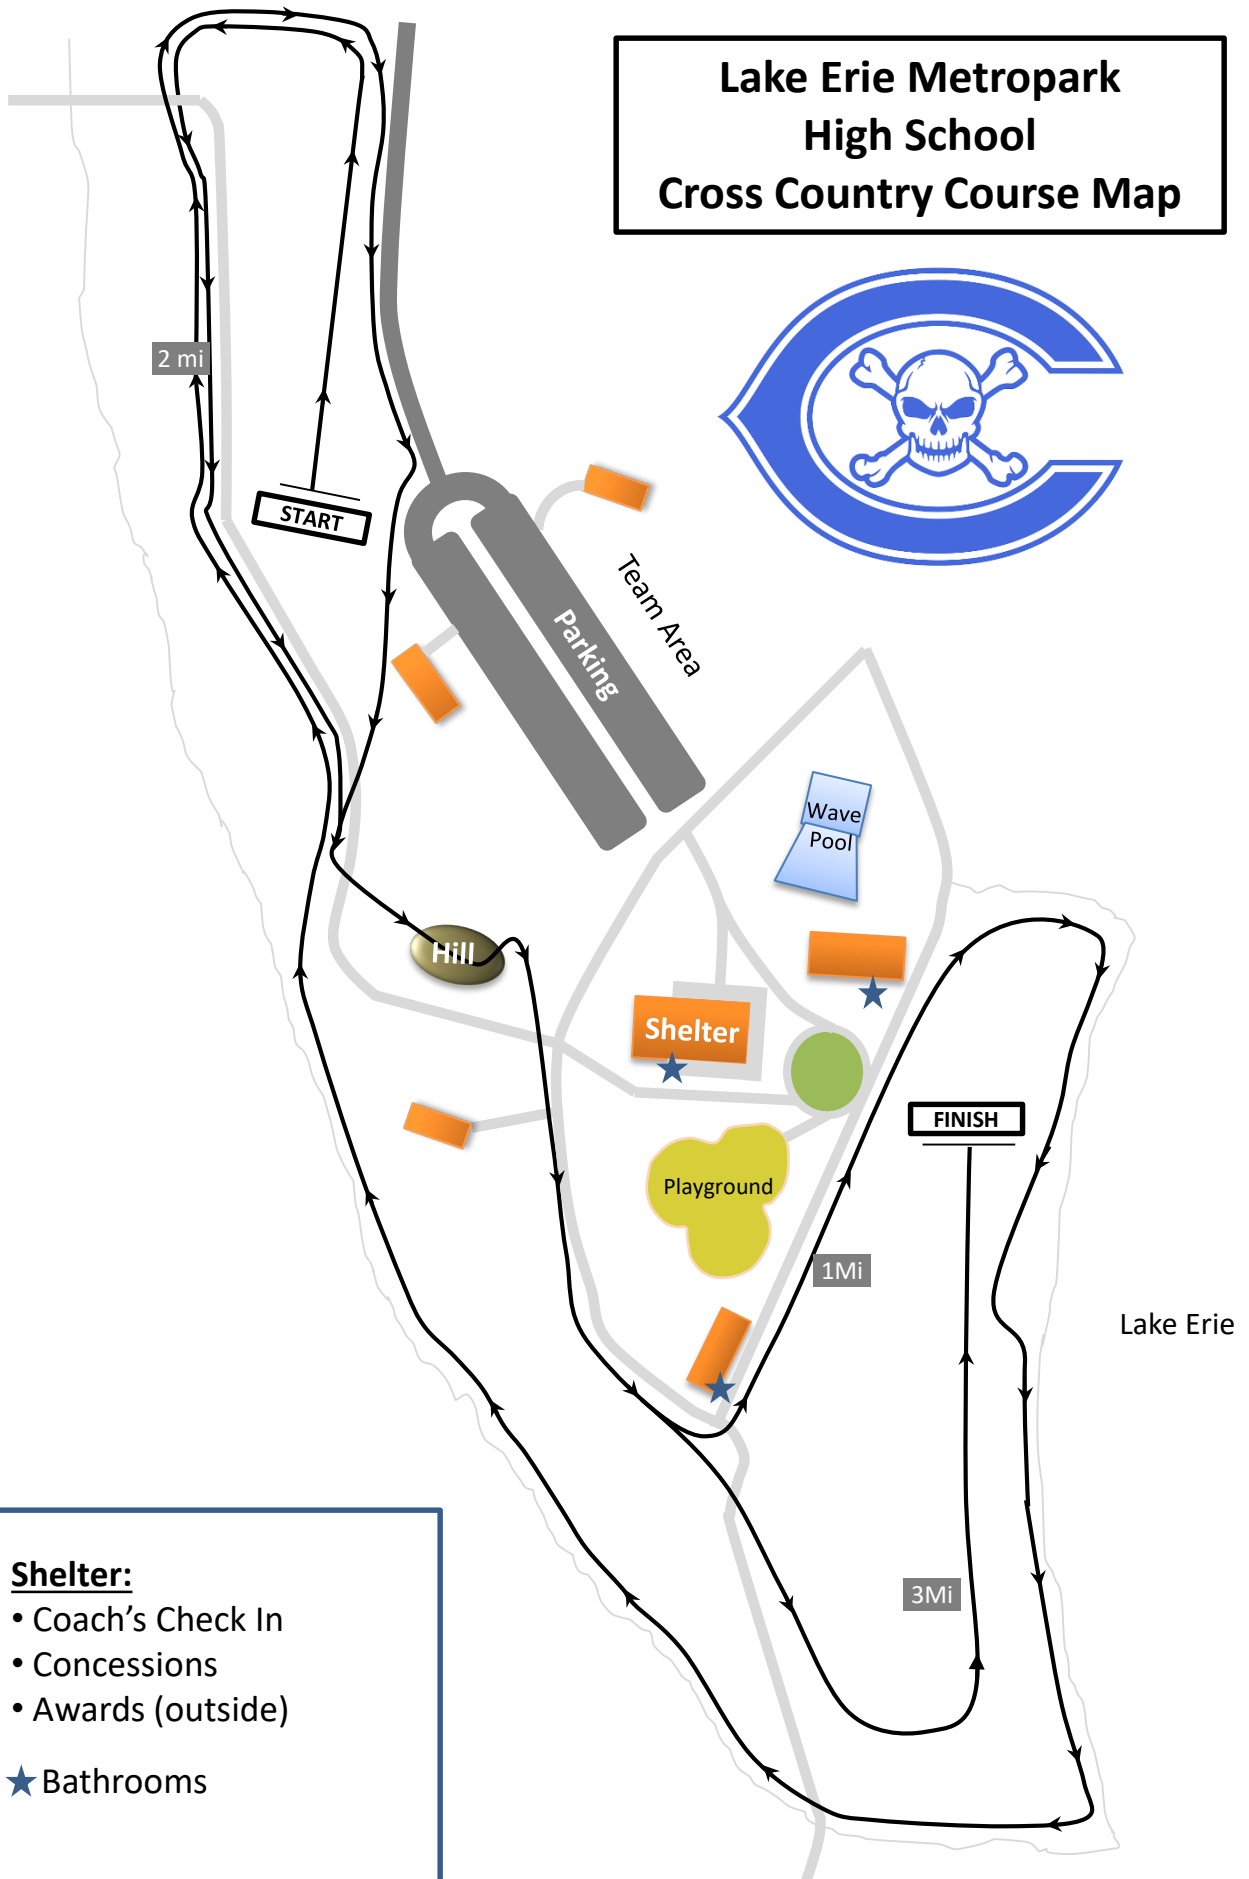 Lake Erie Metropark
High School
Cross Country Course Map
2 mi
START
Parking
Team Area
Wave
Pool
Hill
Shelter
FINISH
Playground
1Mi
Lake Erie
3Mi
Shelter:
• Coach’s Check In
• Concessions
• Awards (outside)
Bathrooms